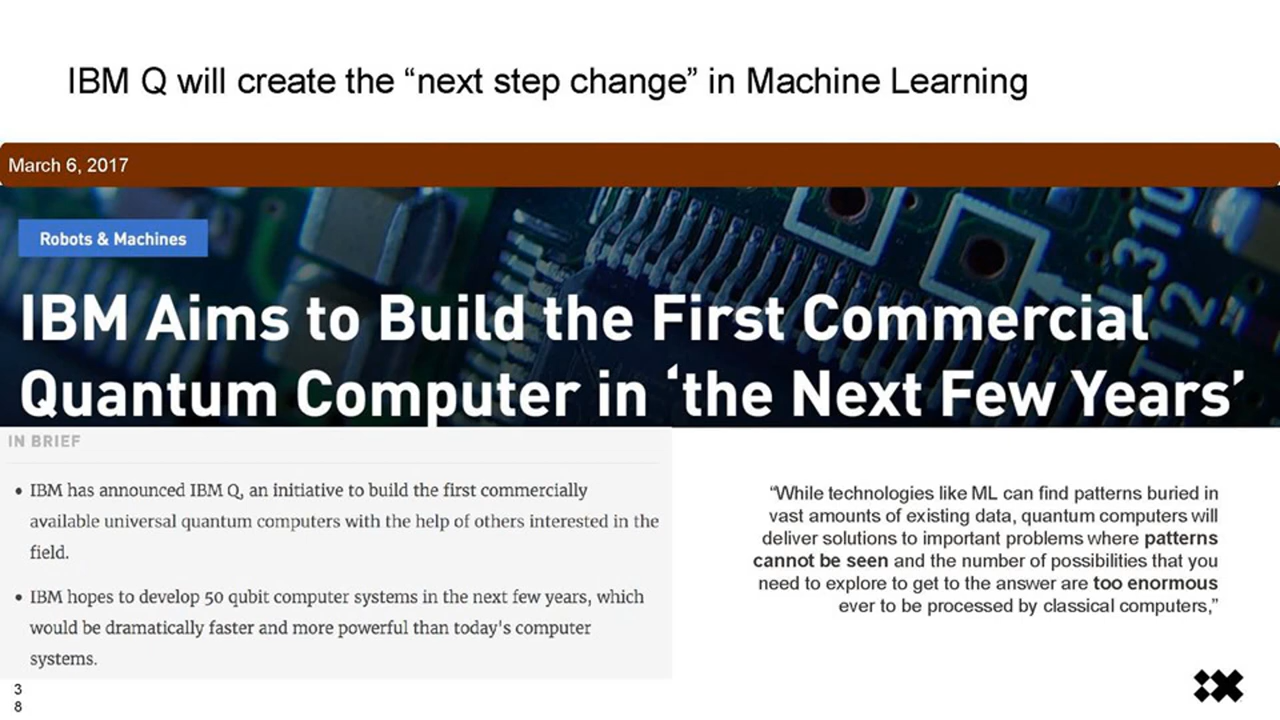 IBM Q will create the “next step change” in Machine Learning
March 6, 2017
Robots & Machines
IBM Aims to Build the First Commercial
Quantum Computer in ‘the Next Few Years’
IN BRIEF
• IBM has announced IBM Q, an initiative to build the first commercially
available universal quantum computers with the help of others interested in the
field.
• IBM hopes to develop 50 qubit computer systems in the next few years, which
would be dramatically faster and more powerful than today's computer
systems.
“While technologies like ML can find patterns buried in
vast amounts of existing data, quantum computers will
deliver solutions to important problems where patterns
cannot be seen and the number of possibilities that you
need to explore to get to the answer are too enormous
ever to be processed by classical computers,”
3
8